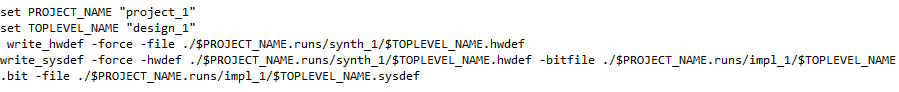 set PROJECT_NAME "project_1"
set TOPLEVEL_NAME "design_1"
 write_hwdef -force -file ./$PROJECT_NAME.runs/synth_1/$TOPLEVEL_NAME.hwdef
write_sysdef -force -hwdef ./$PROJECT_NAME.runs/synth_1/$TOPLEVEL_NAME.hwdef -bitfile ./$PROJECT_NAME.runs/impl_1/$TOPLEVEL_NAME
.bit -file ./$PROJECT_NAME.runs/impl_1/$TOPLEVEL_NAME.sysdef